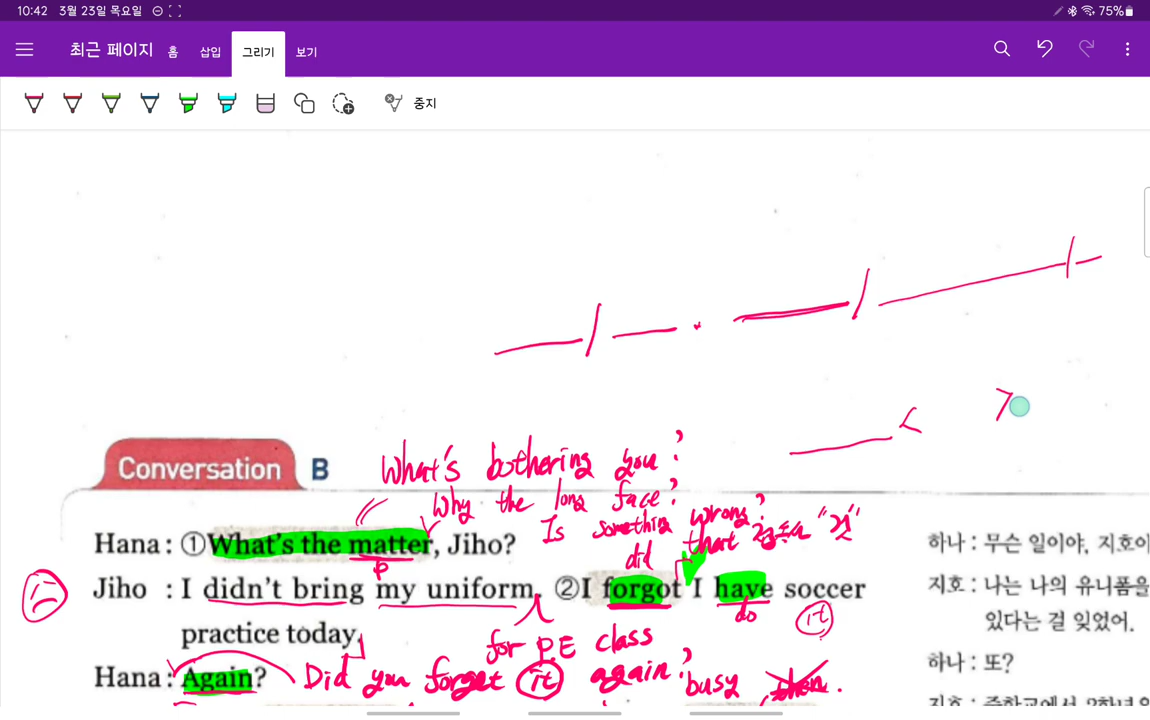 10:42 3월 23일 목요일 75%
최근 페이지 홈 삽입 그리기 보기
중지
Conversation B
What's bothering you?
Why the long face?
Is something wrong?
did that 접속사 "것"
Hana : ①What's the matter, Jiho?
P
하나 : 무슨 일이야, 지호야
Jiho : I didn't bring my uniform. ②I forgot I have soccer
do it
지호 : 나는 나의 유니폼을
practice today.
있다는 걸 잊었어.
for P.E class
하나 : 또?
Hana : Again? Did you forget it again? busy then.